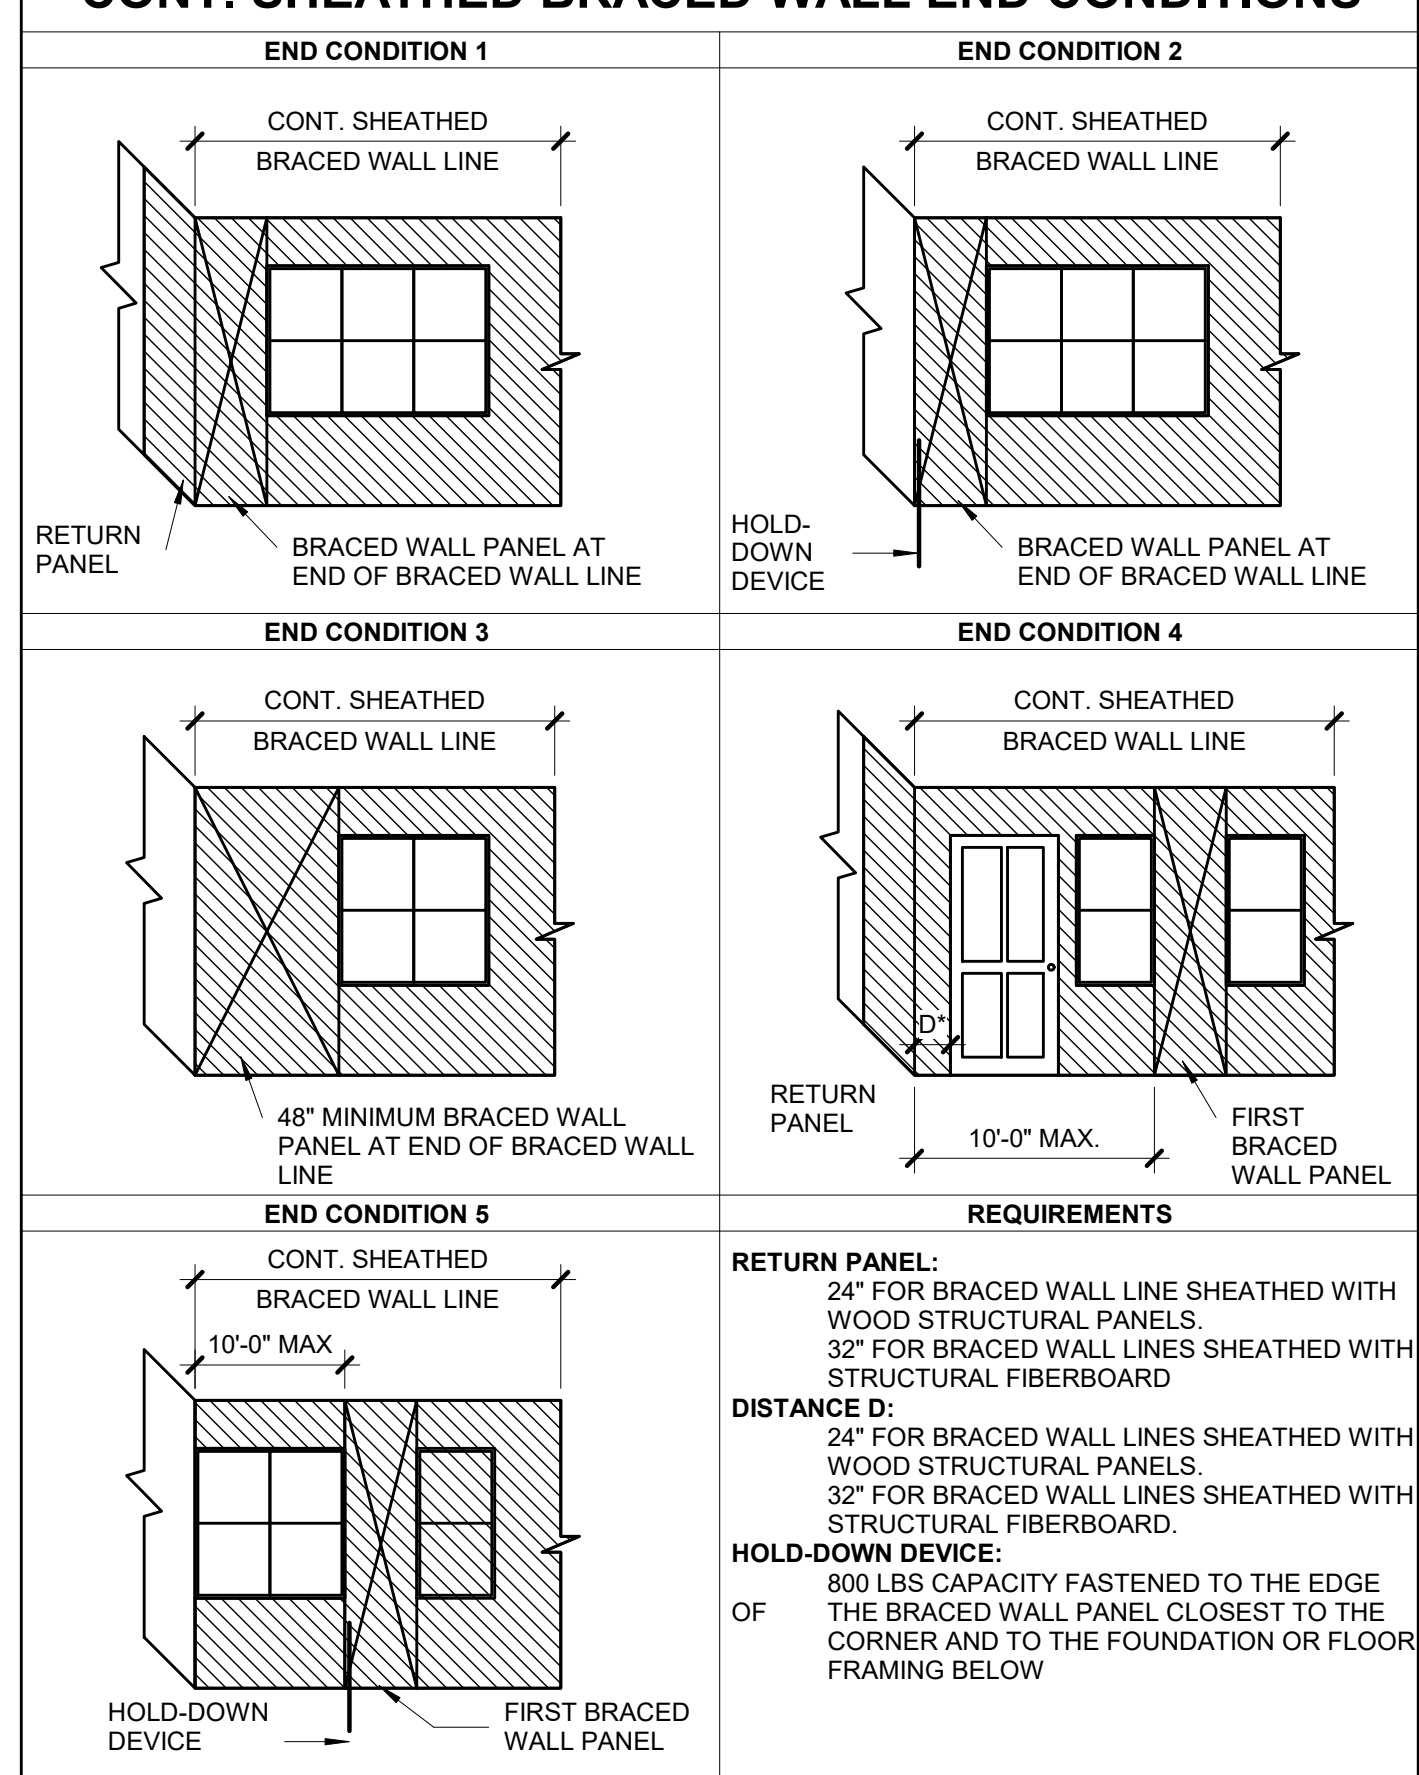 CONT. SHEATHED BRACED WALL END CONDITIONS
END CONDITION 1
CONT. SHEATHED
BRACED WALL LINE
RETURN
PANEL
BRACED WALL PANEL AT
END OF BRACED WALL LINE
END CONDITION 2
CONT. SHEATHED
BRACED WALL LINE
HOLD-
DOWN
DEVICE
BRACED WALL PANEL AT
END OF BRACED WALL LINE
END CONDITION 3
CONT. SHEATHED
BRACED WALL LINE
48" MINIMUM BRACED WALL
PANEL AT END OF BRACED WALL
LINE
END CONDITION 4
CONT. SHEATHED
BRACED WALL LINE
D*
RETURN
PANEL
10'-0" MAX.
FIRST
BRACED
WALL PANEL
END CONDITION 5
CONT. SHEATHED
BRACED WALL LINE
10'-0" MAX
HOLD-DOWN
DEVICE
FIRST BRACED
WALL PANEL
REQUIREMENTS
RETURN PANEL:
24" FOR BRACED WALL LINE SHEATHED WITH
WOOD STRUCTURAL PANELS.
32" FOR BRACED WALL LINES SHEATHED WITH
STRUCTURAL FIBERBOARD
DISTANCE D:
24" FOR BRACED WALL LINES SHEATHED WITH
WOOD STRUCTURAL PANELS.
32" FOR BRACED WALL LINES SHEATHED WITH
STRUCTURAL FIBERBOARD.
HOLD-DOWN DEVICE:
800 LBS CAPACITY FASTENED TO THE EDGE
OF THE BRACED WALL PANEL CLOSEST TO THE
CORNER AND TO THE FOUNDATION OR FLOOR
FRAMING BELOW